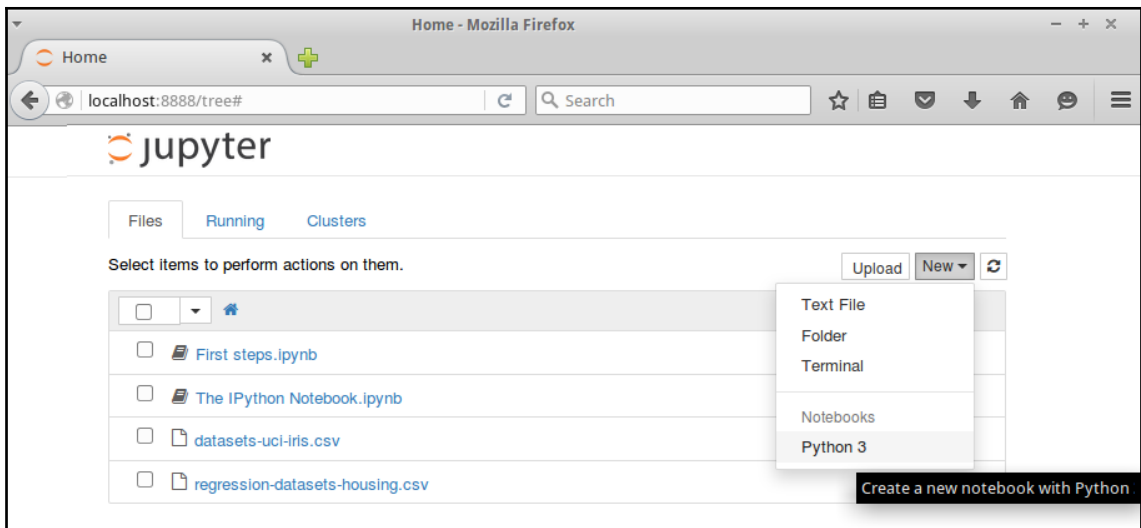 Home - Mozilla Firefox
Home
localhost:8888/tree#
Search
jupyter
Files Running Clusters
Select items to perform actions on them.
Upload New
Text File
Folder
First steps.ipynb
Terminal
The IPython Notebook.ipynb
Notebooks
datasets-uci-iris.csv
Python 3
regression-datasets-housing.csv
Create a new notebook with Python